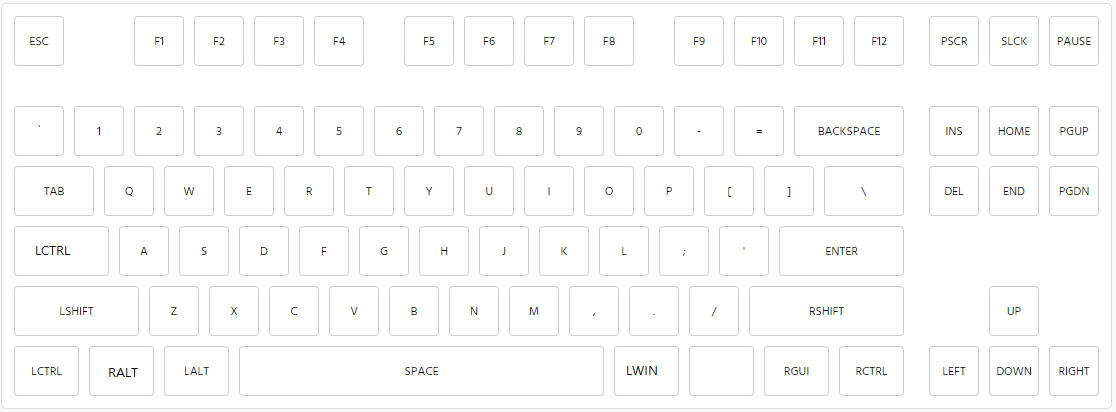 ESC F1 F2 F3 F4 F5 F6 F7 F8 F9 F10 F11 F12 PSCR SLCK PAUSE
` 1 2 3 4 5 6 7 8 9 0 - = BACKSPACE INS HOME PGUP
TAB Q W E R T Y U I O P [ ] \ DEL END PGDN
LCTRL A S D F G H J K L ; ' ENTER
LSHIFT Z X C V B N M , . / RSHIFT UP
LCTRL RALT LALT SPACE LWIN RGUI RCTRL LEFT DOWN RIGHT